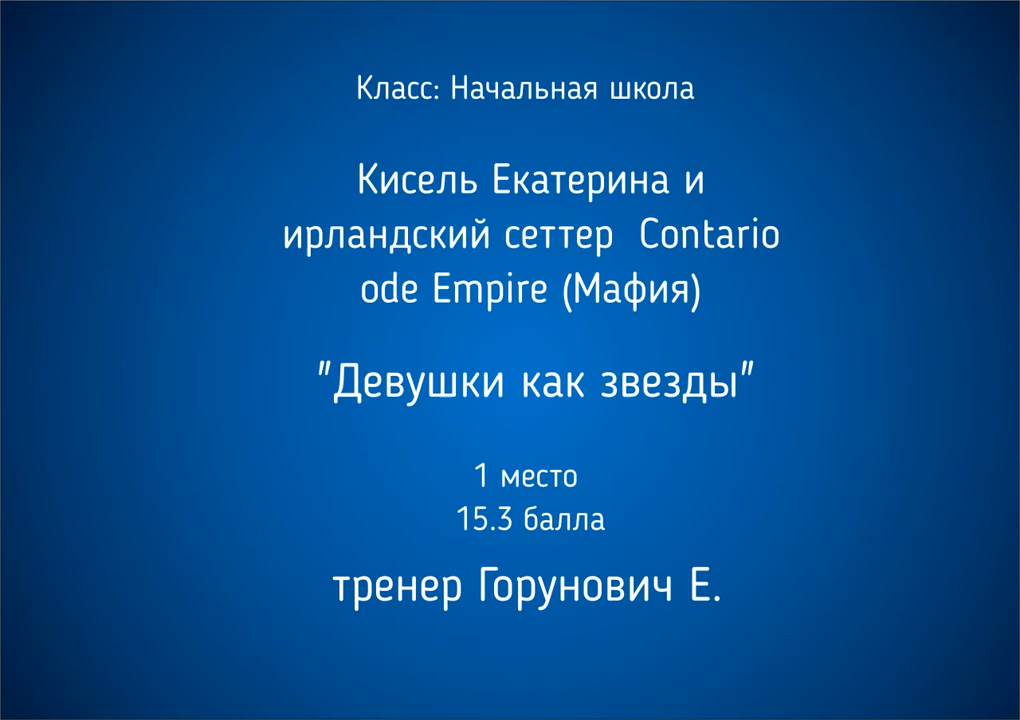 Класс: Начальная школа
Кисель Екатерина и
ирландский сеттер Contario
ode Empire (Мафия)
"Девушки как звезды"
1 место
15.3 балла
тренер Горунович Е.